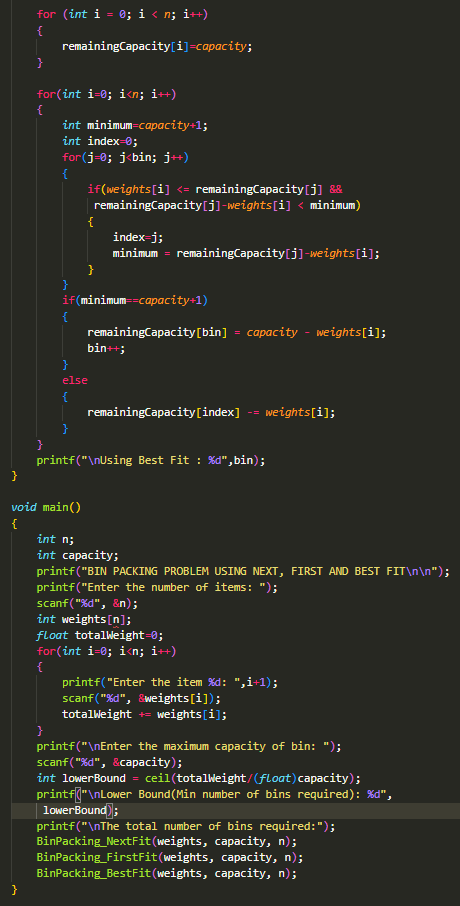 for (int i = 0; i < n; i++)
{
remainingCapacity[i]=capacity;
}
for(int i=0; i<n; i++)
{
int minimum=capacity+1;
int index=0;
for(j=0; j<bin; j++)
{
if(weights[i] <= remainingCapacity[j] &&
remainingCapacity[j]-weights[i] < minimum)
{
index=j;
minimum = remainingCapacity[j]-weights[i];
}
}
if(minimum==capacity+1)
{
remainingCapacity[bin] = capacity - weights[i];
bin++;
}
else
{
remainingCapacity[index] -= weights[i];
}
}
printf("\nUsing Best Fit : %d",bin);
}
void main()
{
int n;
int capacity;
printf("BIN PACKING PROBLEM USING NEXT, FIRST AND BEST FIT\n\n");
printf("Enter the number of items: ");
scanf("%d", &n);
int weights[n];
float totalWeight=0;
for(int i=0; i<n; i++)
{
printf("Enter the item %d: ",i+1);
scanf("%d", &weights[i]);
totalWeight += weights[i];
}
printf("\nEnter the maximum capacity of bin: ");
scanf("%d", &capacity);
int lowerBound = ceil(totalWeight/(float)capacity);
printf("\nLower Bound(Min number of bins required): %d",
lowerBound);
printf("\nThe total number of bins required:");
BinPacking_NextFit(weights, capacity, n);
BinPacking_FirstFit(weights, capacity, n);
BinPacking_BestFit(weights, capacity, n);
}